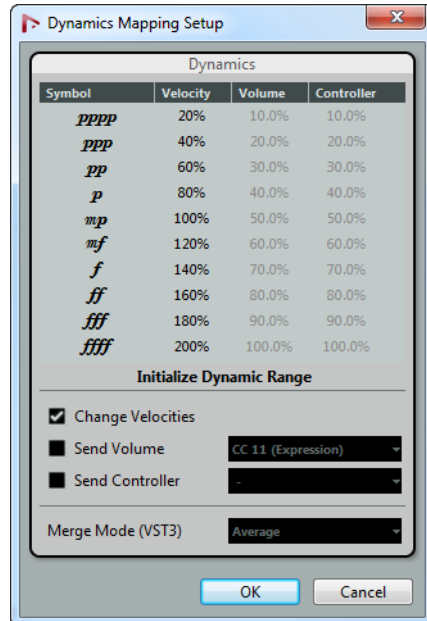 Dynamics Mapping Setup
Dynamics
Symbol Velocity Volume Controller
pppp 20% 10.0% 10.0%
ppp 40% 20.0% 20.0%
pp 60% 30.0% 30.0%
p 80% 40.0% 40.0%
mp 100% 50.0% 50.0%
mf 120% 60.0% 60.0%
f 140% 70.0% 70.0%
ff 160% 80.0% 80.0%
fff 180% 90.0% 90.0%
ffff 200% 100.0% 100.0%
Initialize Dynamic Range
Change Velocities
Send Volume CC 11 (Expression)
Send Controller -
Merge Mode (VST3) Average
OK Cancel